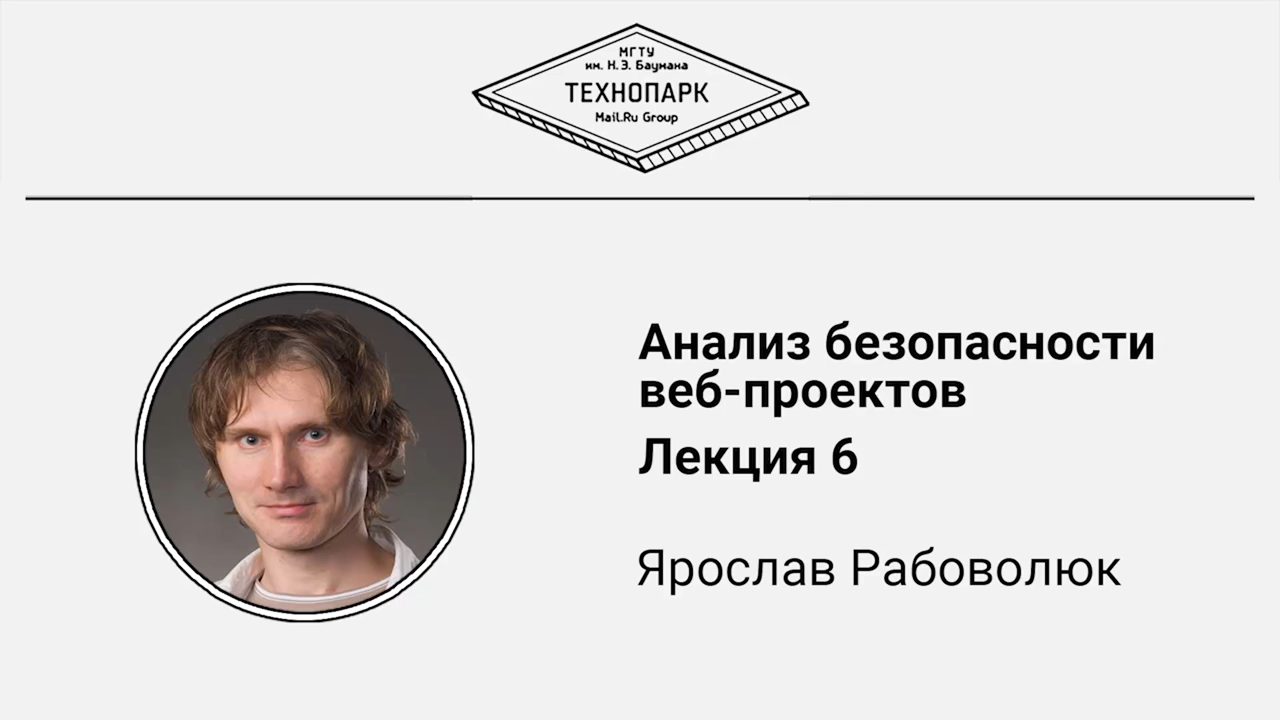 МГТУ
им. Н.Э. Баумана
ТЕХНОПАРК
Mail.Ru Group
Анализ безопасности
веб-проектов
Лекция 6
Ярослав Рабоволюк